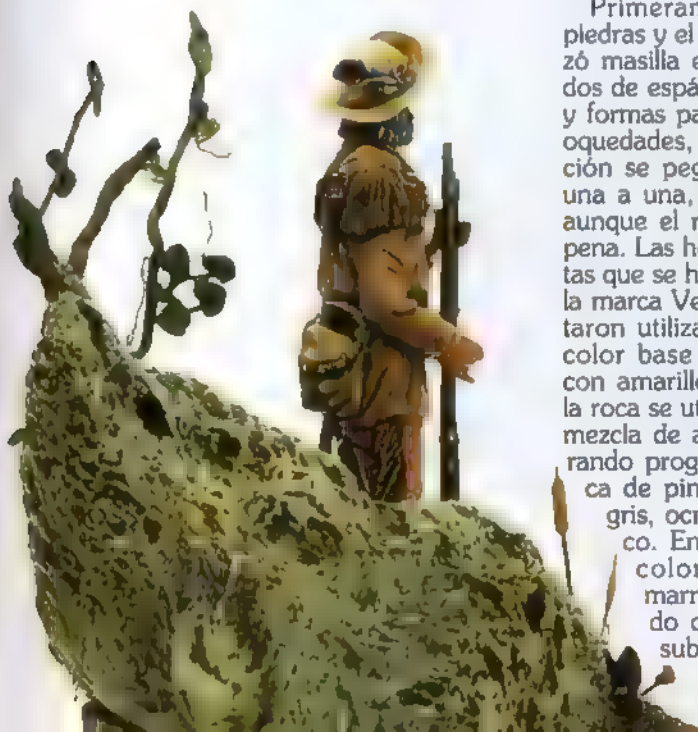 Primeram
piedras y el
zó masilla e
dos de espá
y formas pa
oquedades,
ción se peg
una a una,
aunque el r
pena. Las h
tas que se h
la marca Ve
taron utiliza
color base
con amarill
la roca se ut
mezcla de a
rando prog
ca de pin
gris, ocr
co. En
color
marr
do c
sub